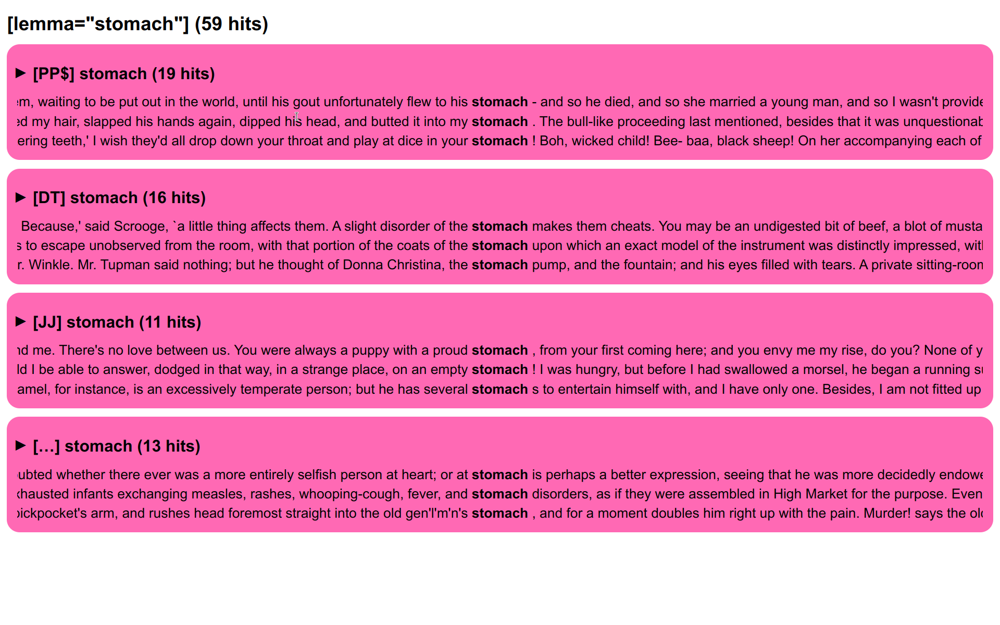 [lemma="stomach"] (59 hits)
▶ [PP$] stomach (19 hits)
em, waiting to be put out in the world, until his gout unfortunately flew to his stomach - and so he died, and so she married a young man, and so I wasn't provide
ed my hair, slapped his hands again, dipped his head, and butted it into my stomach . The bull-like proceeding last mentioned, besides that it was unquestionab
ering teeth,' I wish they'd all drop down your throat and play at dice in your stomach ! Boh, wicked child! Bee- baa, black sheep! On her accompanying each of
▶ [DT] stomach (16 hits)
Because,' said Scrooge, `a little thing affects them. A slight disorder of the stomach makes them cheats. You may be an undigested bit of beef, a blot of musta
s to escape unobserved from the room, with that portion of the coats of the stomach upon which an exact model of the instrument was distinctly impressed, with
r. Winkle. Mr. Tupman said nothing; but he thought of Donna Christina, the stomach pump, and the fountain; and his eyes filled with tears. A private sitting-room
▶ [JJ] stomach (11 hits)
nd me. There's no love between us. You were always a puppy with a proud stomach , from your first coming here; and you envy me my rise, do you? None of y
ld I be able to answer, dodged in that way, in a strange place, on an empty stomach ! I was hungry, but before I had swallowed a morsel, he began a running su
amel, for instance, is an excessively temperate person; but he has several stomach s to entertain himself with, and I have only one. Besides, I am not fitted up
▶ […] stomach (13 hits)
ubted whether there ever was a more entirely selfish person at heart; or at stomach is perhaps a better expression, seeing that he was more decidedly endowe
xhausted infants exchanging measles, rashes, whooping-cough, fever, and stomach disorders, as if they were assembled in High Market for the purpose. Even
pickpocket's arm, and rushes head foremost straight into the old gen'l'm'n's stomach , and for a moment doubles him right up with the pain. Murder! says the old